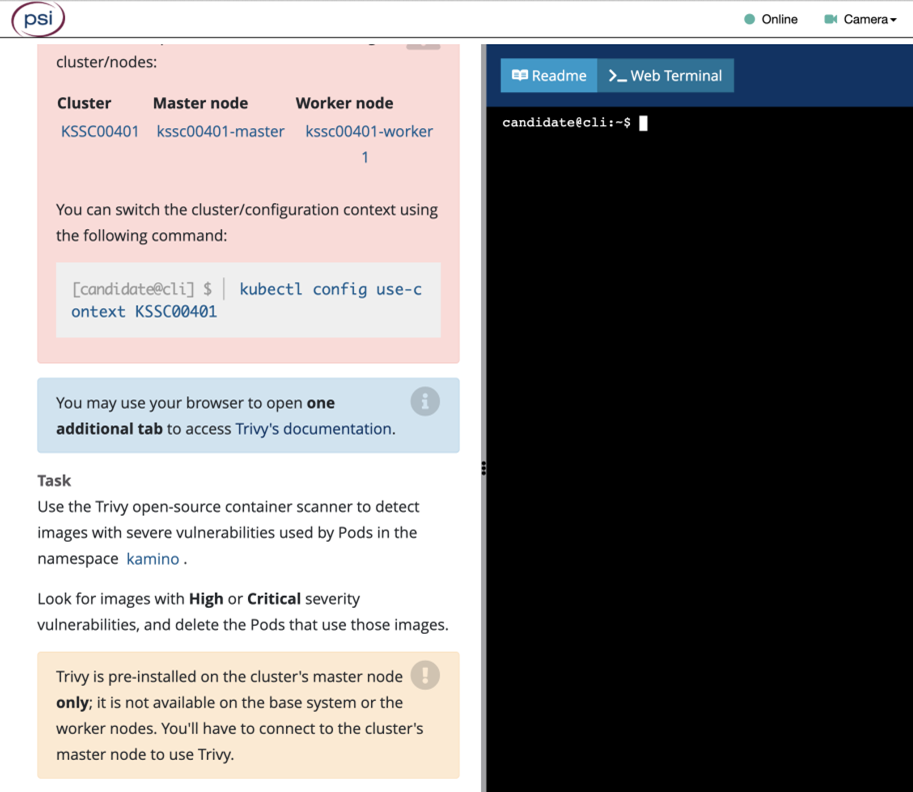 psi
Online
Camera
cluster/nodes:
Cluster Master node Worker node
KSSC00401 kssc00401-master kssc00401-worker
1
You can switch the cluster/configuration context using
the following command:
[candidate@cli] $ | kubectl config use-c
ontext KSSC00401
You may use your browser to open one
additional tab to access Trivy's documentation.
Task
Use the Trivy open-source container scanner to detect
images with severe vulnerabilities used by Pods in the
namespace kamino .
Look for images with High or Critical severity
vulnerabilities, and delete the Pods that use those images.
Trivy is pre-installed on the cluster's master node
only; it is not available on the base system or the
worker nodes. You'll have to connect to the cluster's
master node to use Trivy.
Readme
>_ Web Terminal
candidate@cli:~$